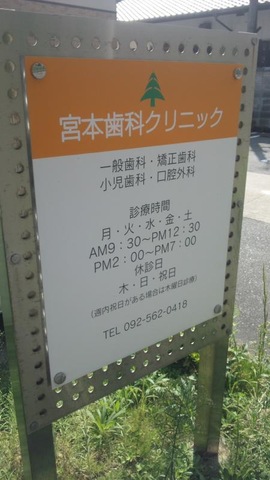 宮本歯科クリニック
一般歯科・矯正歯科
小児歯科・口腔外科
診療時間
月・火・水・金・土
AM9：30〜PM12：30
PM2：00〜PM7：00
休診日
木・日・祝日
（週内祝日がある場合は木曜日診療）
TEL 092-562-0418